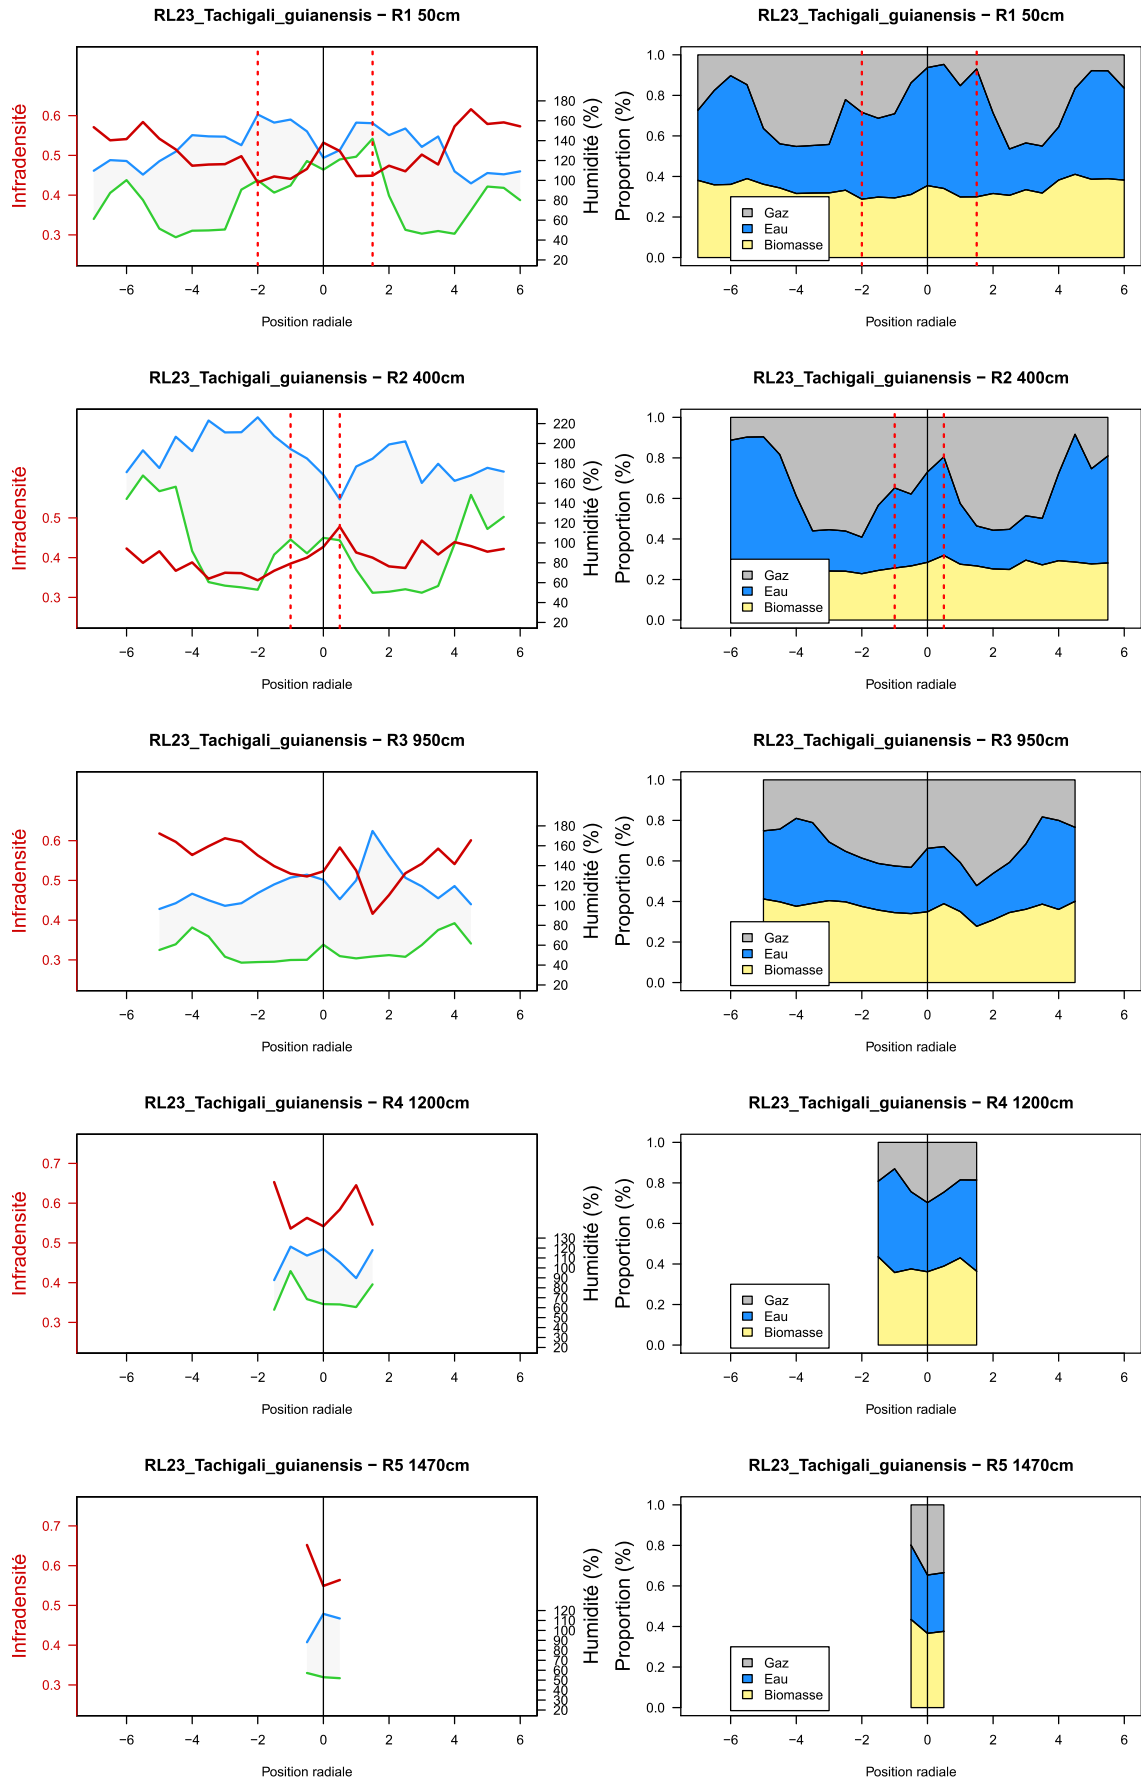 RL23_Tachigali_guianensis − R1 50cm
Infradensité
0.6
0.5
0.4
0.3
Humidité (%)
180
160
140
120
100
80
60
40
20
−6 −4 −2 0 2 4 6
Position radiale
RL23_Tachigali_guianensis − R1 50cm
Proportion (%)
1.0
0.8
0.6
0.4
0.2
0.0
Gaz
Eau
Biomasse
−6 −4 −2 0 2 4 6
Position radiale
RL23_Tachigali_guianensis − R2 400cm
Infradensité
0.5
0.4
0.3
Humidité (%)
220
200
180
160
140
120
100
80
60
40
20
−6 −4 −2 0 2 4 6
Position radiale
RL23_Tachigali_guianensis − R2 400cm
Proportion (%)
1.0
0.8
0.6
0.4
0.2
0.0
Gaz
Eau
Biomasse
−6 −4 −2 0 2 4 6
Position radiale
RL23_Tachigali_guianensis − R3 950cm
Infradensité
0.6
0.5
0.4
0.3
Humidité (%)
180
160
140
120
100
80
60
40
20
−6 −4 −2 0 2 4 6
Position radiale
RL23_Tachigali_guianensis − R3 950cm
Proportion (%)
1.0
0.8
0.6
0.4
0.2
0.0
Gaz
Eau
Biomasse
−6 −4 −2 0 2 4 6
Position radiale
RL23_Tachigali_guianensis − R4 1200cm
Infradensité
0.7
0.6
0.5
0.4
0.3
Humidité (%)
130
120
110
100
90
80
70
60
50
40
30
20
−6 −4 −2 0 2 4 6
Position radiale
RL23_Tachigali_guianensis − R4 1200cm
Proportion (%)
1.0
0.8
0.6
0.4
0.2
0.0
Gaz
Eau
Biomasse
−6 −4 −2 0 2 4 6
Position radiale
RL23_Tachigali_guianensis − R5 1470cm
Infradensité
0.7
0.6
0.5
0.4
0.3
Humidité (%)
120
110
100
90
80
70
60
50
40
30
20
−6 −4 −2 0 2 4 6
Position radiale
RL23_Tachigali_guianensis − R5 1470cm
Proportion (%)
1.0
0.8
0.6
0.4
0.2
0.0
Gaz
Eau
Biomasse
−6 −4 −2 0 2 4 6
Position radiale